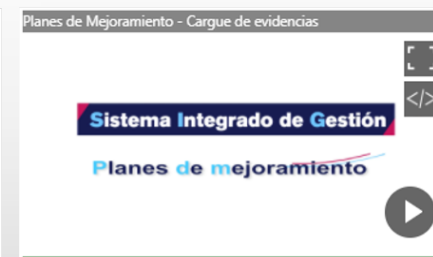 Planes de Mejoramiento - Cargue de evidencias
</>
Sistema Integrado de Gestión
Planes de mejoramiento